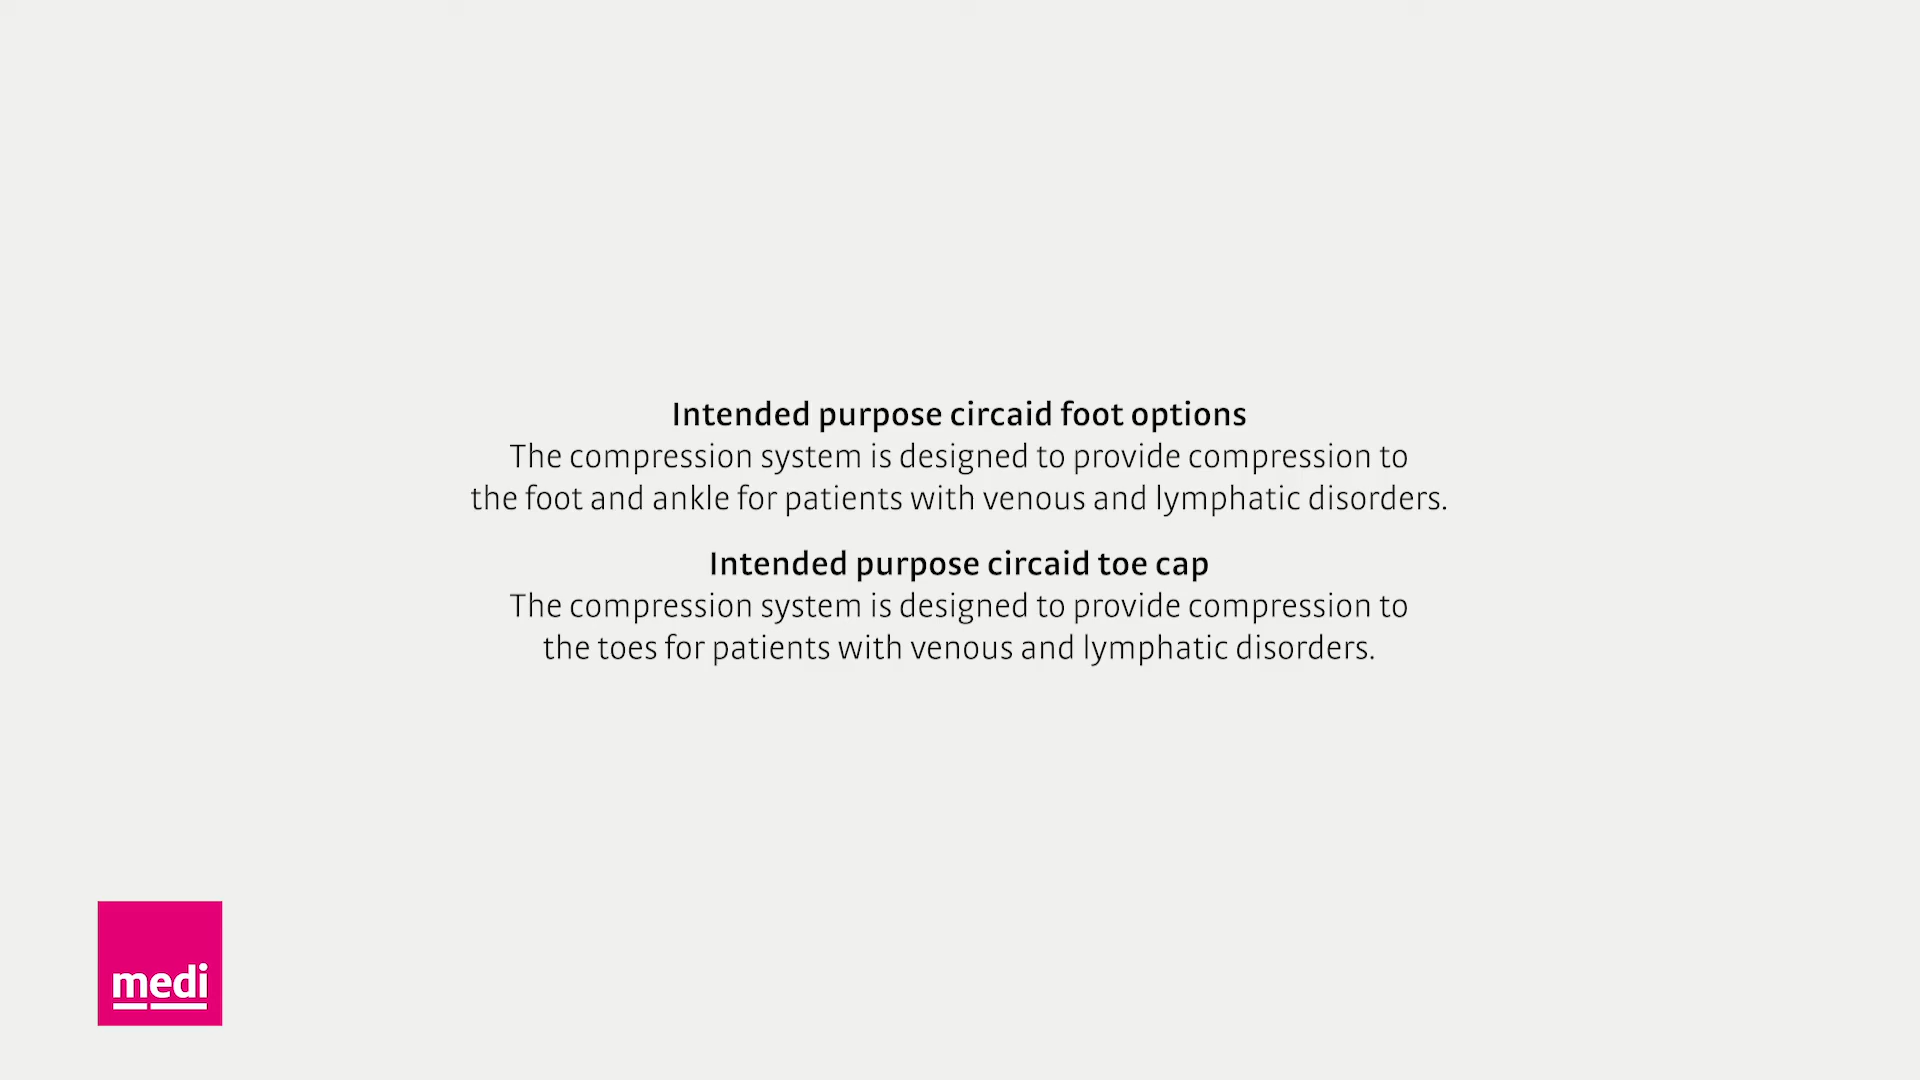 Intended purpose circaid foot options
The compression system is designed to provide compression to
the foot and ankle for patients with venous and lymphatic disorders.
Intended purpose circaid toe cap
The compression system is designed to provide compression to
the toes for patients with venous and lymphatic disorders.
medi